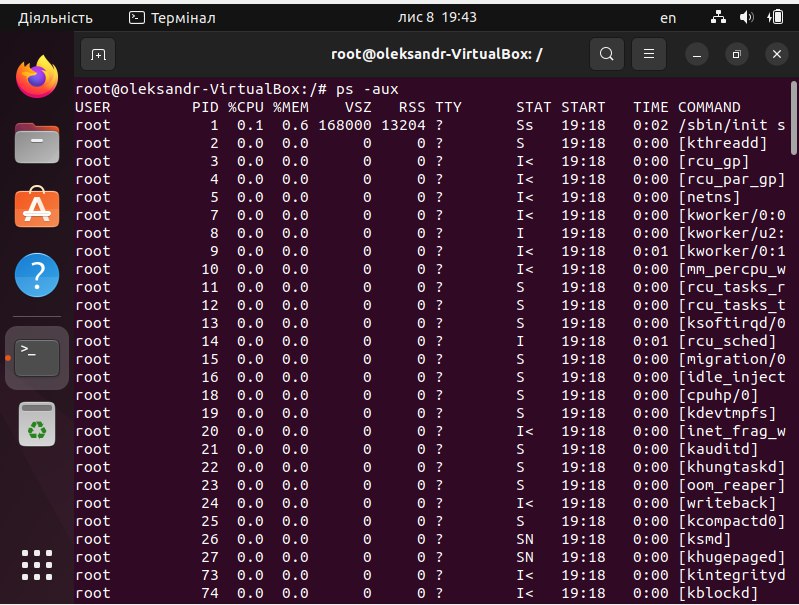 Діяльність Термінал лис 8 19:43 en
root@oleksandr-VirtualBox: /
root@oleksandr-VirtualBox:/# ps -aux
USER PID %CPU %MEM VSZ RSS TTY STAT START TIME COMMAND
root 1 0.1 0.6 168000 13204 ? Ss 19:18 0:02 /sbin/init s
root 2 0.0 0.0 0 0 ? S 19:18 0:00 [kthreadd]
root 3 0.0 0.0 0 0 ? I< 19:18 0:00 [rcu_gp]
root 4 0.0 0.0 0 0 ? I< 19:18 0:00 [rcu_par_gp]
root 5 0.0 0.0 0 0 ? I< 19:18 0:00 [netns]
root 7 0.0 0.0 0 0 ? I< 19:18 0:00 [kworker/0:0
root 8 0.0 0.0 0 0 ? I 19:18 0:00 [kworker/u2:
root 9 0.0 0.0 0 0 ? I< 19:18 0:01 [kworker/0:1
root 10 0.0 0.0 0 0 ? I< 19:18 0:00 [mm_percpu_w
root 11 0.0 0.0 0 0 ? S 19:18 0:00 [rcu_tasks_r
root 12 0.0 0.0 0 0 ? S 19:18 0:00 [rcu_tasks_t
root 13 0.0 0.0 0 0 ? S 19:18 0:00 [ksoftirqd/0
root 14 0.0 0.0 0 0 ? I 19:18 0:01 [rcu_sched]
root 15 0.0 0.0 0 0 ? S 19:18 0:00 [migration/0
root 16 0.0 0.0 0 0 ? S 19:18 0:00 [idle_inject
root 18 0.0 0.0 0 0 ? S 19:18 0:00 [cpuhp/0]
root 19 0.0 0.0 0 0 ? S 19:18 0:00 [kdevtmpfs]
root 20 0.0 0.0 0 0 ? I< 19:18 0:00 [inet_frag_w
root 21 0.0 0.0 0 0 ? S 19:18 0:00 [kauditd]
root 22 0.0 0.0 0 0 ? S 19:18 0:00 [khungtaskd]
root 23 0.0 0.0 0 0 ? S 19:18 0:00 [oom_reaper]
root 24 0.0 0.0 0 0 ? I< 19:18 0:00 [writeback]
root 25 0.0 0.0 0 0 ? S 19:18 0:00 [kcompactd0]
root 26 0.0 0.0 0 0 ? SN 19:18 0:00 [ksmd]
root 27 0.0 0.0 0 0 ? SN 19:18 0:00 [khugepaged]
root 73 0.0 0.0 0 0 ? I< 19:18 0:00 [kintegrityd
root 74 0.0 0.0 0 0 ? I< 19:18 0:00 [kblockd]